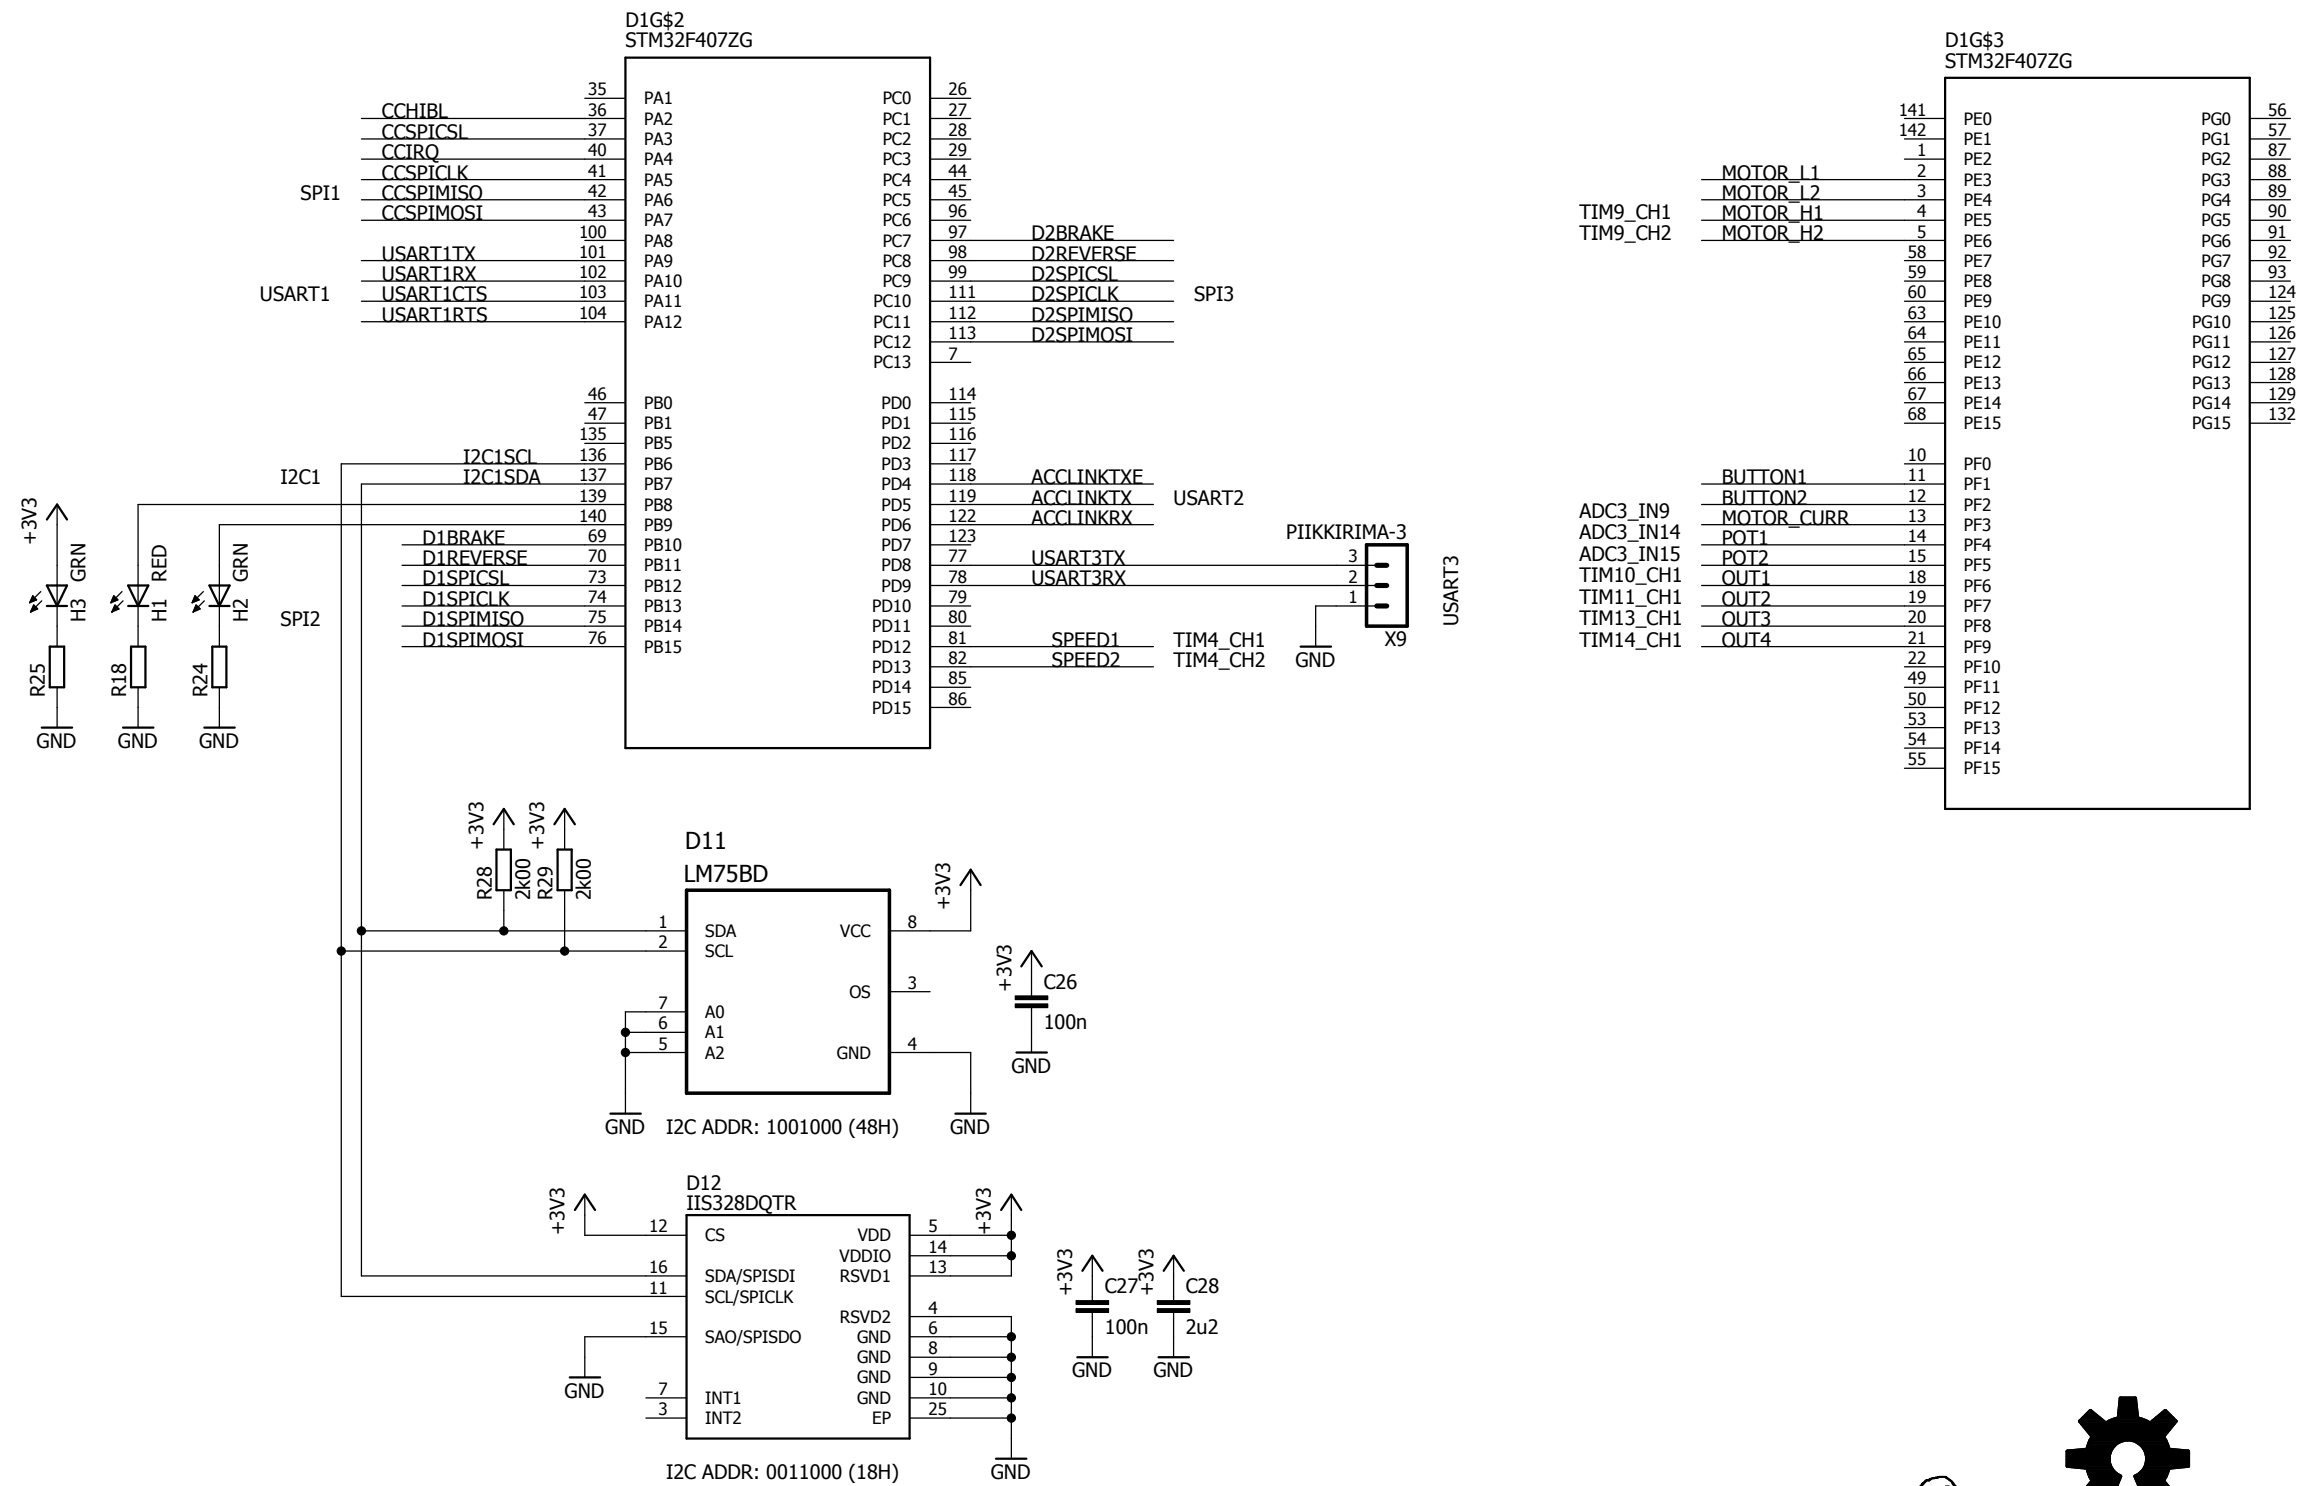 D1G$2
STM32F407ZG
35 PA1
CCHIBL 36 PA2
CCSPICSL 37 PA3
CCIRQ 40 PA4
CCSPICLK 41 PA5
SPI1 CCSPIMISO 42 PA6
CCSPIMOSI 43 PA7
100 PA8
USART1TX 101 PA9
USART1RX 102 PA10
USART1 USART1CTS 103 PA11
USART1RTS 104 PA12
46 PB0
47 PB1
135 PB5
I2C1SCL 136 PB6
I2C1 I2C1SDA 137 PB7
139 PB8
140 PB9
D1BRAKE 69 PB10
D1REVERSE 70 PB11
D1SPICSL 73 PB12
D1SPICLK 74 PB13
SPI2 D1SPIMISO 75 PB14
D1SPIMOSI 76 PB15
PC0 26
PC1 27
PC2 28
PC3 29
PC4 44
PC5 45
PC6 96
PC7 97 D2BRAKE
PC8 98 D2REVERSE
PC9 99 D2SPICSL
PC10 111 D2SPICLK SPI3
PC11 112 D2SPIMISO
PC12 113 D2SPIMOSI
PC13 7
PD0 114
PD1 115
PD2 116
PD3 117
PD4 118 ACCLINKTXE
PD5 119 ACCLINKTX USART2
PD6 122 ACCLINKRX
PD7 123
PD8 77 USART3TX
PD9 78 USART3RX
PD10 79
PD11 80
PD12 81 SPEED1 TIM4_CH1
PD13 82 SPEED2 TIM4_CH2
PD14 85
PD15 86
PIIKKIRIMA-3
3
2
1
X9
USART3
GND
+3V3
H3 GRN
H1 RED
H2 GRN
R25
R18
R24
GND GND GND
D1G$3
STM32F407ZG
141 PE0
142 PE1
1 PE2
MOTOR_L1 2 PE3
MOTOR_L2 3 PE4
TIM9_CH1 MOTOR_H1 4 PE5
TIM9_CH2 MOTOR_H2 5 PE6
58 PE7
59 PE8
60 PE9
63 PE10
64 PE11
65 PE12
66 PE13
67 PE14
68 PE15
10 PF0
BUTTON1 11 PF1
BUTTON2 12 PF2
ADC3_IN9 MOTOR_CURR 13 PF3
ADC3_IN14 POT1 14 PF4
ADC3_IN15 POT2 15 PF5
TIM10_CH1 OUT1 18 PF6
TIM11_CH1 OUT2 19 PF7
TIM13_CH1 OUT3 20 PF8
TIM14_CH1 OUT4 21 PF9
22 PF10
49 PF11
50 PF12
53 PF13
54 PF14
55 PF15
PG0 56
PG1 57
PG2 87
PG3 88
PG4 89
PG5 90
PG6 91
PG7 92
PG8 93
PG9 124
PG10 125
PG11 126
PG12 127
PG13 128
PG14 129
PG15 132
+3V3 +3V3
R28 2k00
R29 2k00
D11
LM75BD
1 SDA
2 SCL
7 A0
6 A1
5 A2
VCC 8
OS 3
GND 4
+3V3
+3V3
C26
100n
GND
GND I2C ADDR: 1001000 (48H) GND
D12
IIS328DQTR
+3V3
12 CS
16 SDA/SPISDI
11 SCL/SPICLK
15 SAO/SPISDO
GND
7 INT1
3 INT2
VDD 5
VDDIO 14
RSVD1 13
RSVD2 4
GND 6
GND 8
GND 9
GND 10
EP 25
+3V3
+3V3 C27 100n GND
+3V3 C28 2u2 GND
I2C ADDR: 0011000 (18H) GND